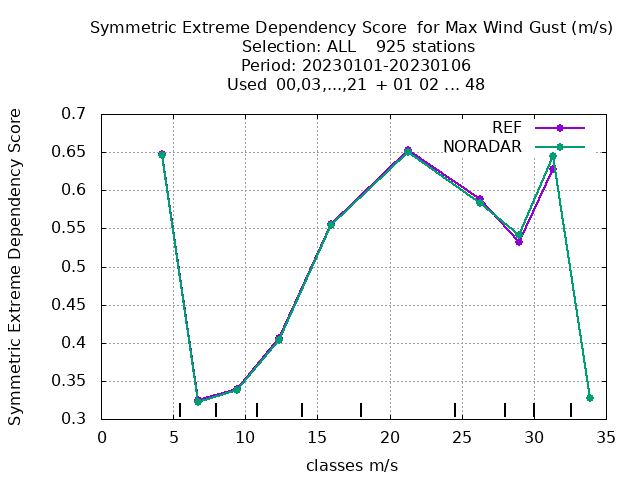 Symmetric Extreme Dependency Score  for Max Wind Gust (m/s)
Selection: ALL    925 stations
Period: 20230101-20230106
Used  00,03,...,21  + 01 02 ... 48
Symmetric Extreme Dependency Score
0.7
0.65
0.6
0.55
0.5
0.45
0.4
0.35
0.3
REF
NORADAR
0 5 10 15 20 25 30 35
classes m/s